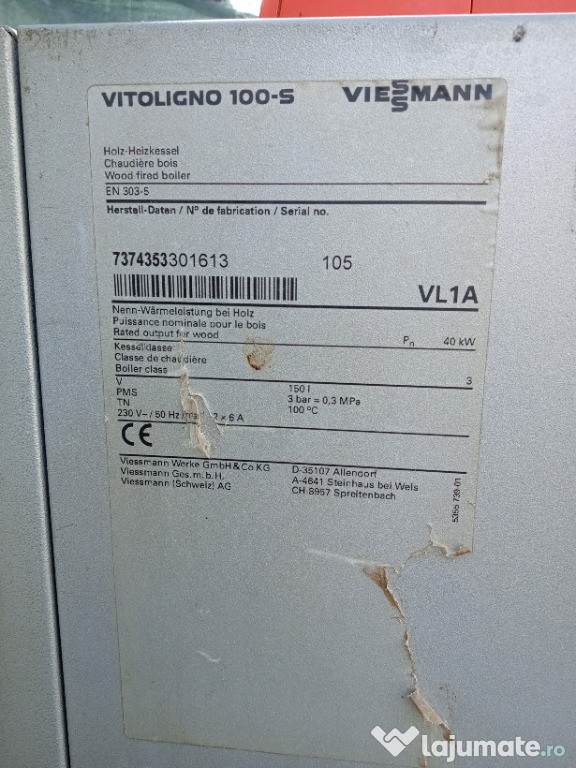 VITOLIGNO 100-S VIESSMANN
Holz-Heizkessel
Chaudière bois
Wood fired boiler
EN 303-5
Herstell-Daten / N° de fabrication / Serial no.
7374353301613 105
VL1A
Nenn-Wärmeleistung bei Holz
Puissance nominale pour le bois
Rated output for wood Pn 40 kW
Kesselklasse
Classe de chaudière
Boiler class 3
V 150 l
PMS 3 bar = 0,3 MPa
TN 100 °C
230 V~ / 50 Hz 2 x 6 A
CE
Viessmann Werke GmbH & Co KG D-35107 Allendorf
Viessmann Ges.m.b.H. A-4641 Steinhaus bei Wels
Viessmann (Schweiz) AG CH-8957 Spreitenbach
5355 739-01
lajumate.ro